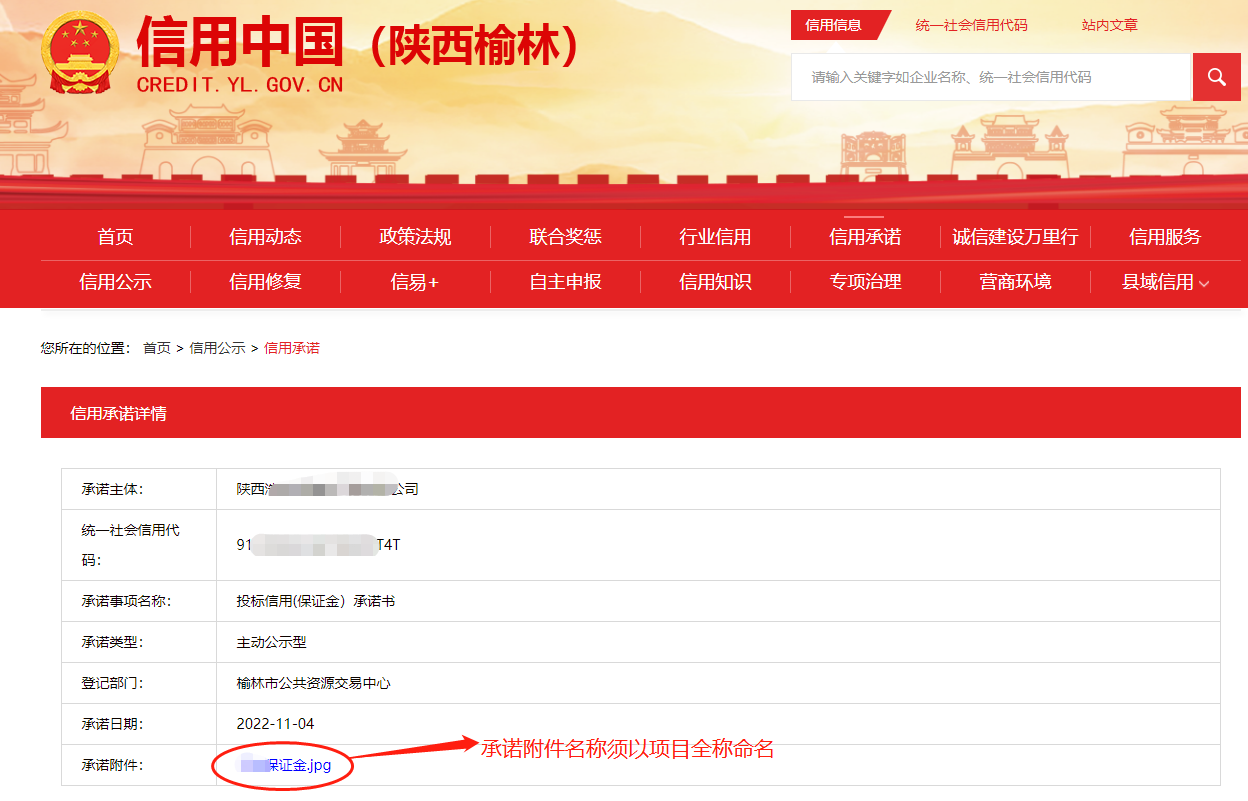 信用中国
（陕西榆林）
CREDIT.YL.GOV.CN
信用信息 统一社会信用代码 站内文章
请输入关键字如企业名称、统一社会信用代码
首页 信用动态 政策法规 联合奖惩 行业信用 信用承诺 诚信建设万里行 信用服务
信用公示 信用修复 信易+ 自主申报 信用知识 专项治理 营商环境 县域信用
您所在的位置： 首页 > 信用公示 > 信用承诺
信用承诺详情
承诺主体： 陕西 公司
统一社会信用代
码：
91 T4T
承诺事项名称： 投标信用(保证金）承诺书
承诺类型： 主动公示型
登记部门： 榆林市公共资源交易中心
承诺日期： 2022-11-04
承诺附件： 保证金.jpg
承诺附件名称须以项目全称命名